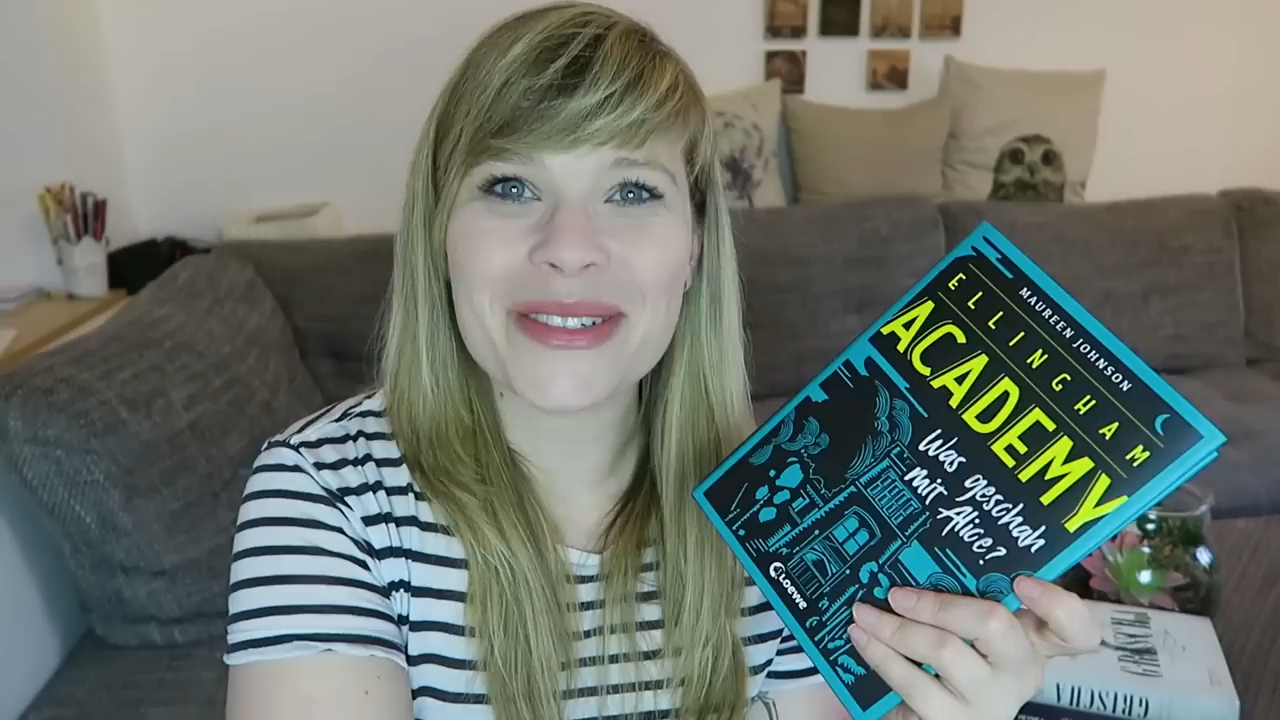 MAUREEN JOHNSON
ELLINGHAM
ACADEMY
Was geschah
mit Alice?
Loewe
GRISCHA